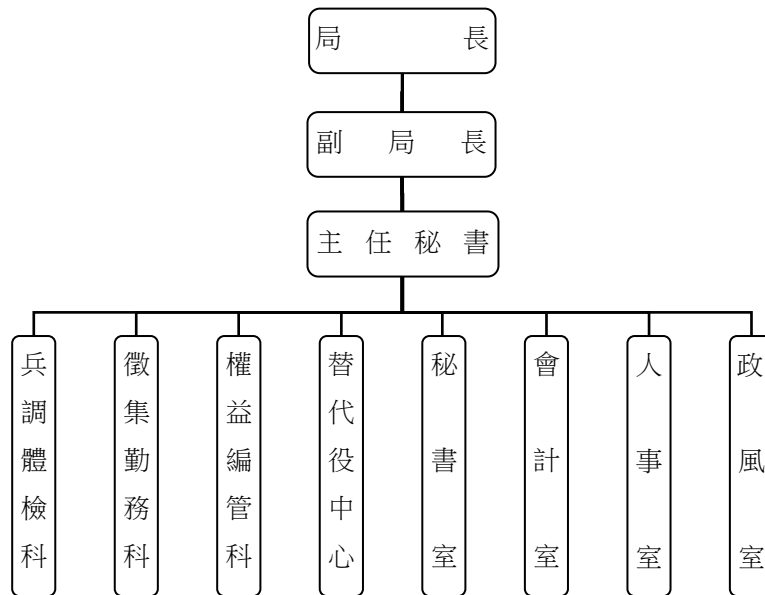 局長
副局長
主任秘書
兵調體檢科
徵集勤務科
權益編管科
替代役中心
秘書室
會計室
人事室
政風室